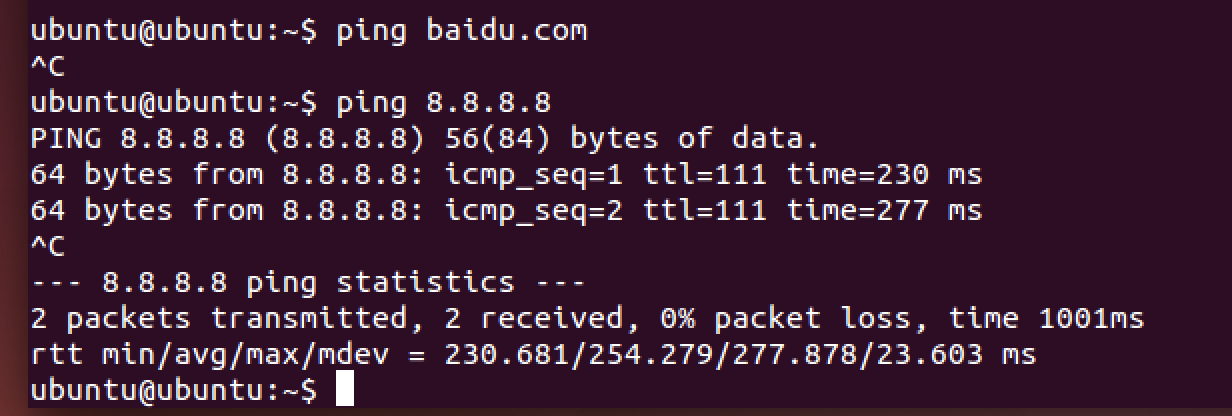 ubuntu@ubuntu:~$ ping baidu.com
^C
ubuntu@ubuntu:~$ ping 8.8.8.8
PING 8.8.8.8 (8.8.8.8) 56(84) bytes of data.
64 bytes from 8.8.8.8: icmp_seq=1 ttl=111 time=230 ms
64 bytes from 8.8.8.8: icmp_seq=2 ttl=111 time=277 ms
^C
--- 8.8.8.8 ping statistics ---
2 packets transmitted, 2 received, 0% packet loss, time 1001ms
rtt min/avg/max/mdev = 230.681/254.279/277.878/23.603 ms
ubuntu@ubuntu:~$